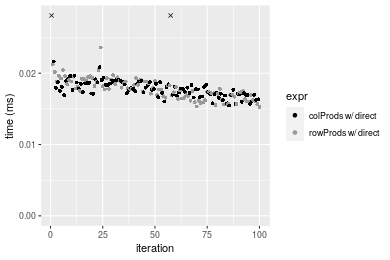 0.02
0.01
0.00
time (ms)
0
25
50
75
100
iteration
expr
colProds w/ direct
rowProds w/ direct